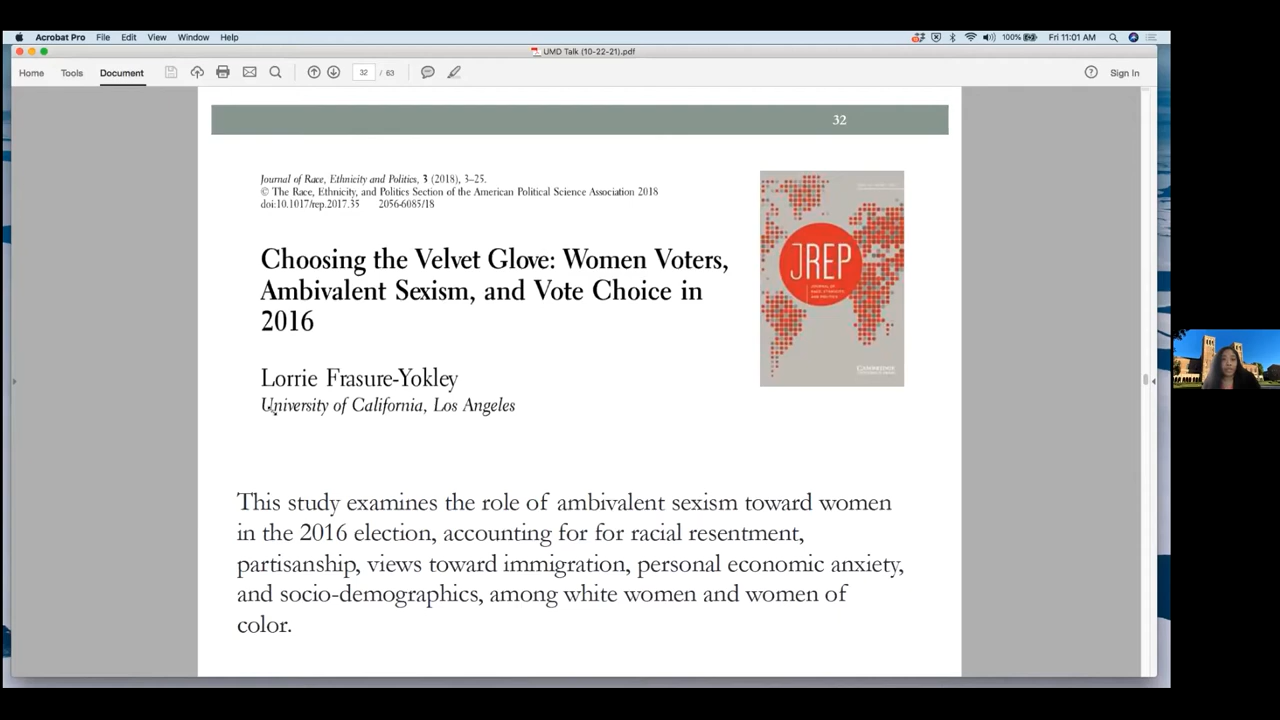 Acrobat Pro File Edit View Window Help
100% Fri 11:01 AM
UMD Talk (10-22-21).pdf
Home Tools Document 32 / 63 Sign In
32
Journal of Race, Ethnicity and Politics, 3 (2018), 3–25.
© The Race, Ethnicity, and Politics Section of the American Political Science Association 2018
doi:10.1017/rep.2017.35 2056-6085/18
Choosing the Velvet Glove: Women Voters,
Ambivalent Sexism, and Vote Choice in
2016
Lorrie Frasure-Yokley
University of California, Los Angeles
JREP
JOURNAL OF
RACE, ETHNICITY
AND POLITICS
CAMBRIDGE
This study examines the role of ambivalent sexism toward women
in the 2016 election, accounting for for racial resentment,
partisanship, views toward immigration, personal economic anxiety,
and socio-demographics, among white women and women of
color.